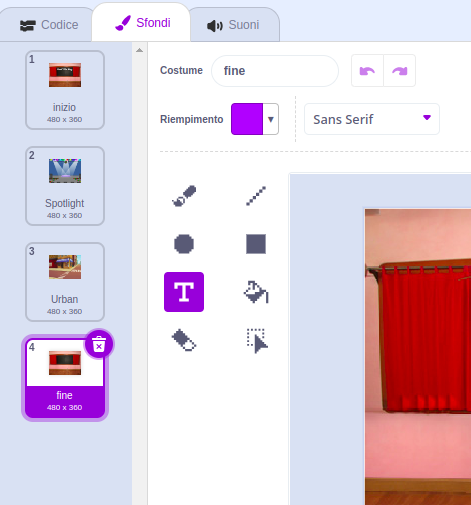 Codice
Sfondi
Suoni
1
inizio
480 x 360
2
Spotlight
480 x 360
3
Urban
480 x 360
4
fine
480 x 360
Costume fine
Riempimento Sans Serif
T